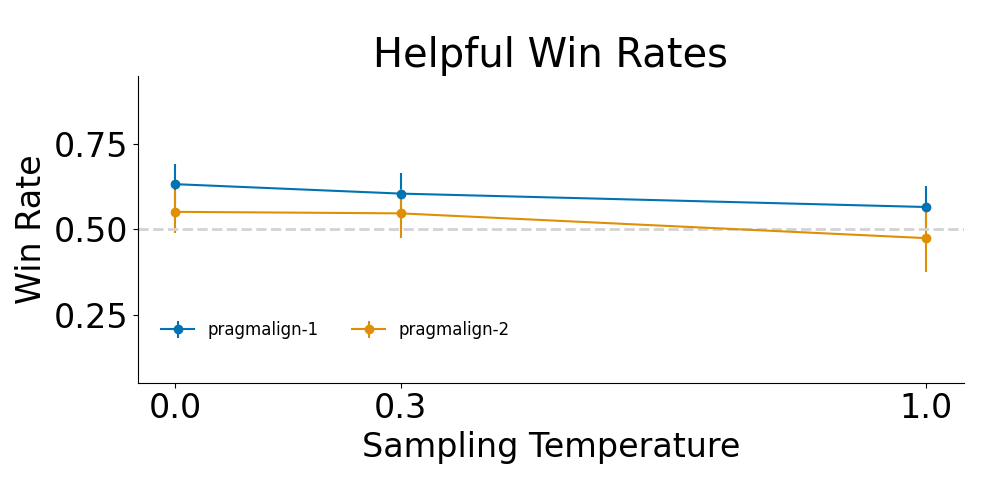 Helpful Win Rates
Win Rate
0.75
0.50
0.25
pragmalign-1 pragmalign-2
0.0 0.3 1.0
Sampling Temperature